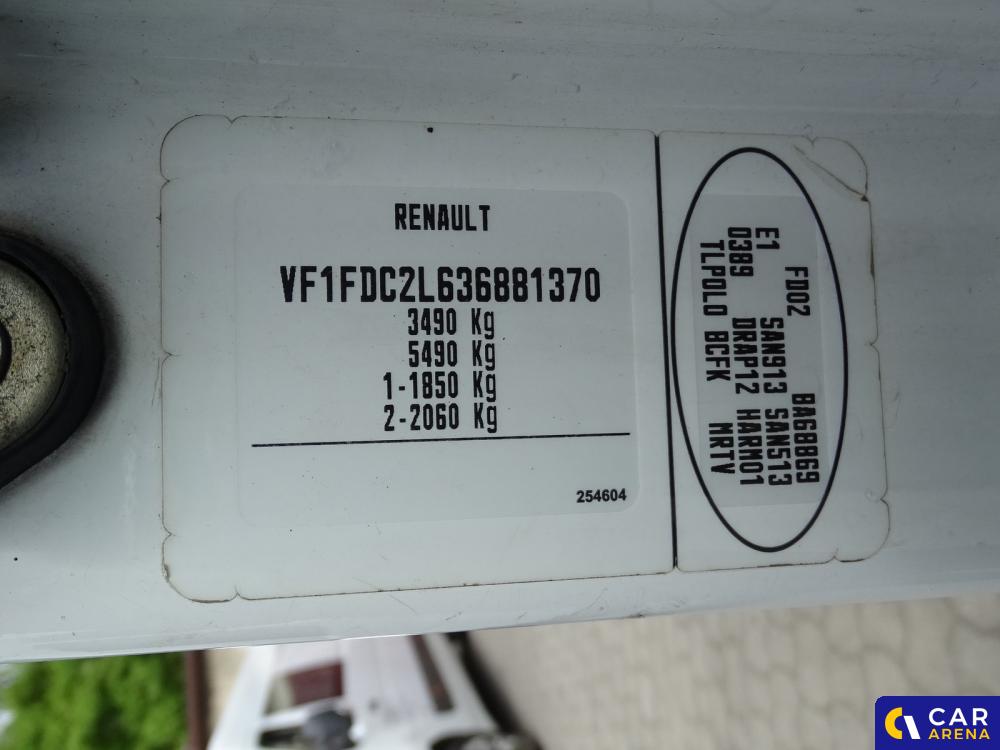 RENAULT
VF1FDC2L636881370
3490 Kg
5490 Kg
1-1850 Kg
2-2060 Kg
254604
FD02 BA68869
E1 SAN913 SAN513
0389 DRAP12 HARM01
TLPDLO BCFK MRTV
CAR
ARENA